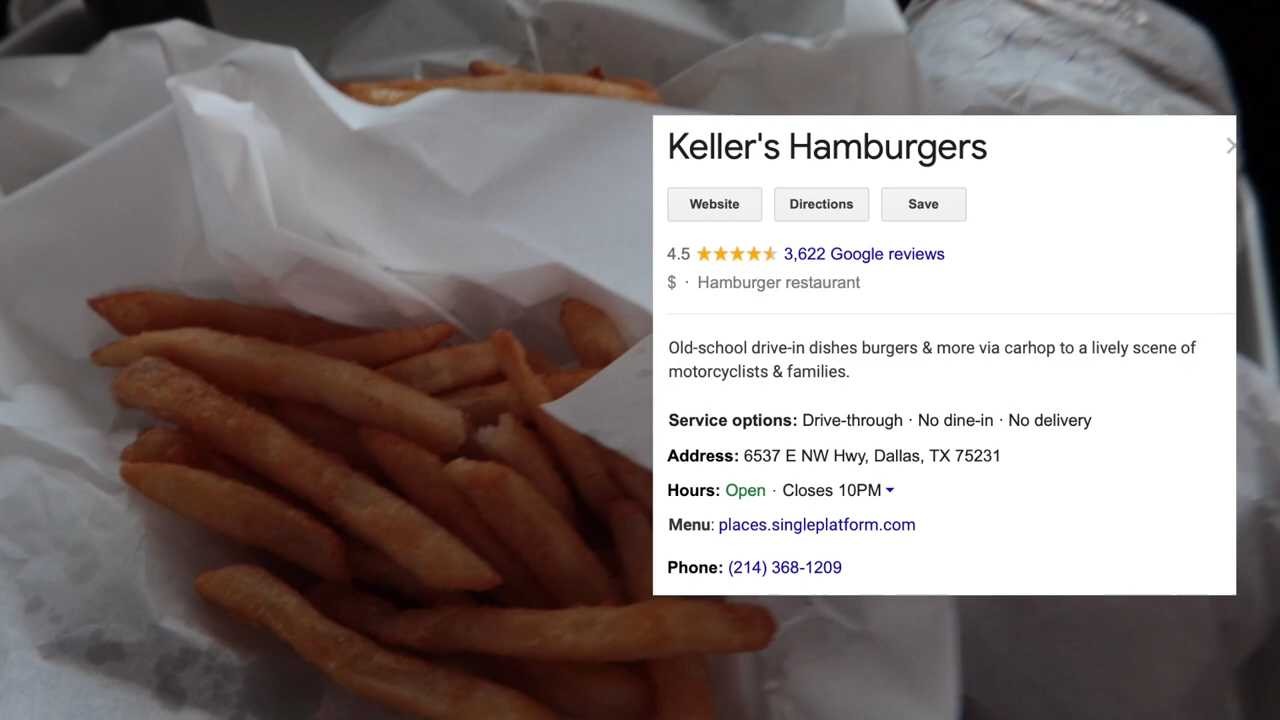 Keller's Hamburgers
Website Directions Save
4.5 3,622 Google reviews
$ · Hamburger restaurant
Old-school drive-in dishes burgers & more via carhop to a lively scene of
motorcyclists & families.
Service options: Drive-through · No dine-in · No delivery
Address: 6537 E NW Hwy, Dallas, TX 75231
Hours: Open · Closes 10PM
Menu: places.singleplatform.com
Phone: (214) 368-1209